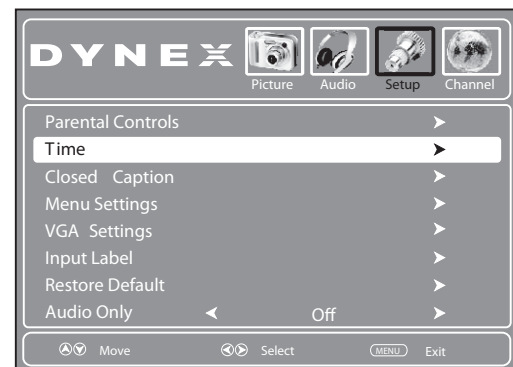 DYNEX
Picture Audio Setup Channel
Parental Controls
Time
Closed Caption
Menu Settings
VGA Settings
Input Label
Restore Default
Audio Only Off
Move Select MENU Exit